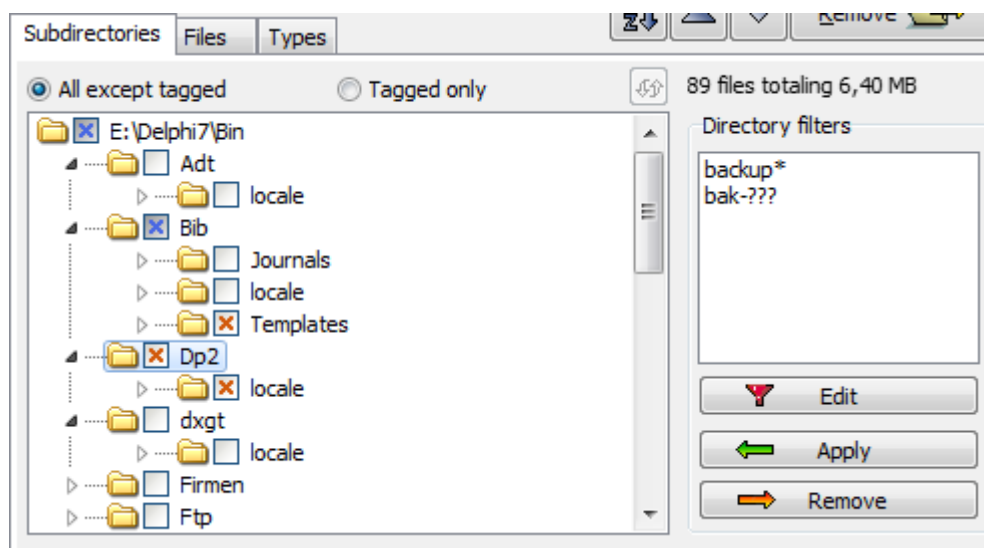 Remove
Subdirectories
Files
Types
All except tagged
Tagged only
89 files totaling 6,40 MB
E:\Delphi7\Bin
Directory filters
Adt
backup*
bak-???
locale
Bib
Journals
locale
Templates
Dp2
locale
Edit
dxgt
locale
Apply
Firmen
Remove
Ftp